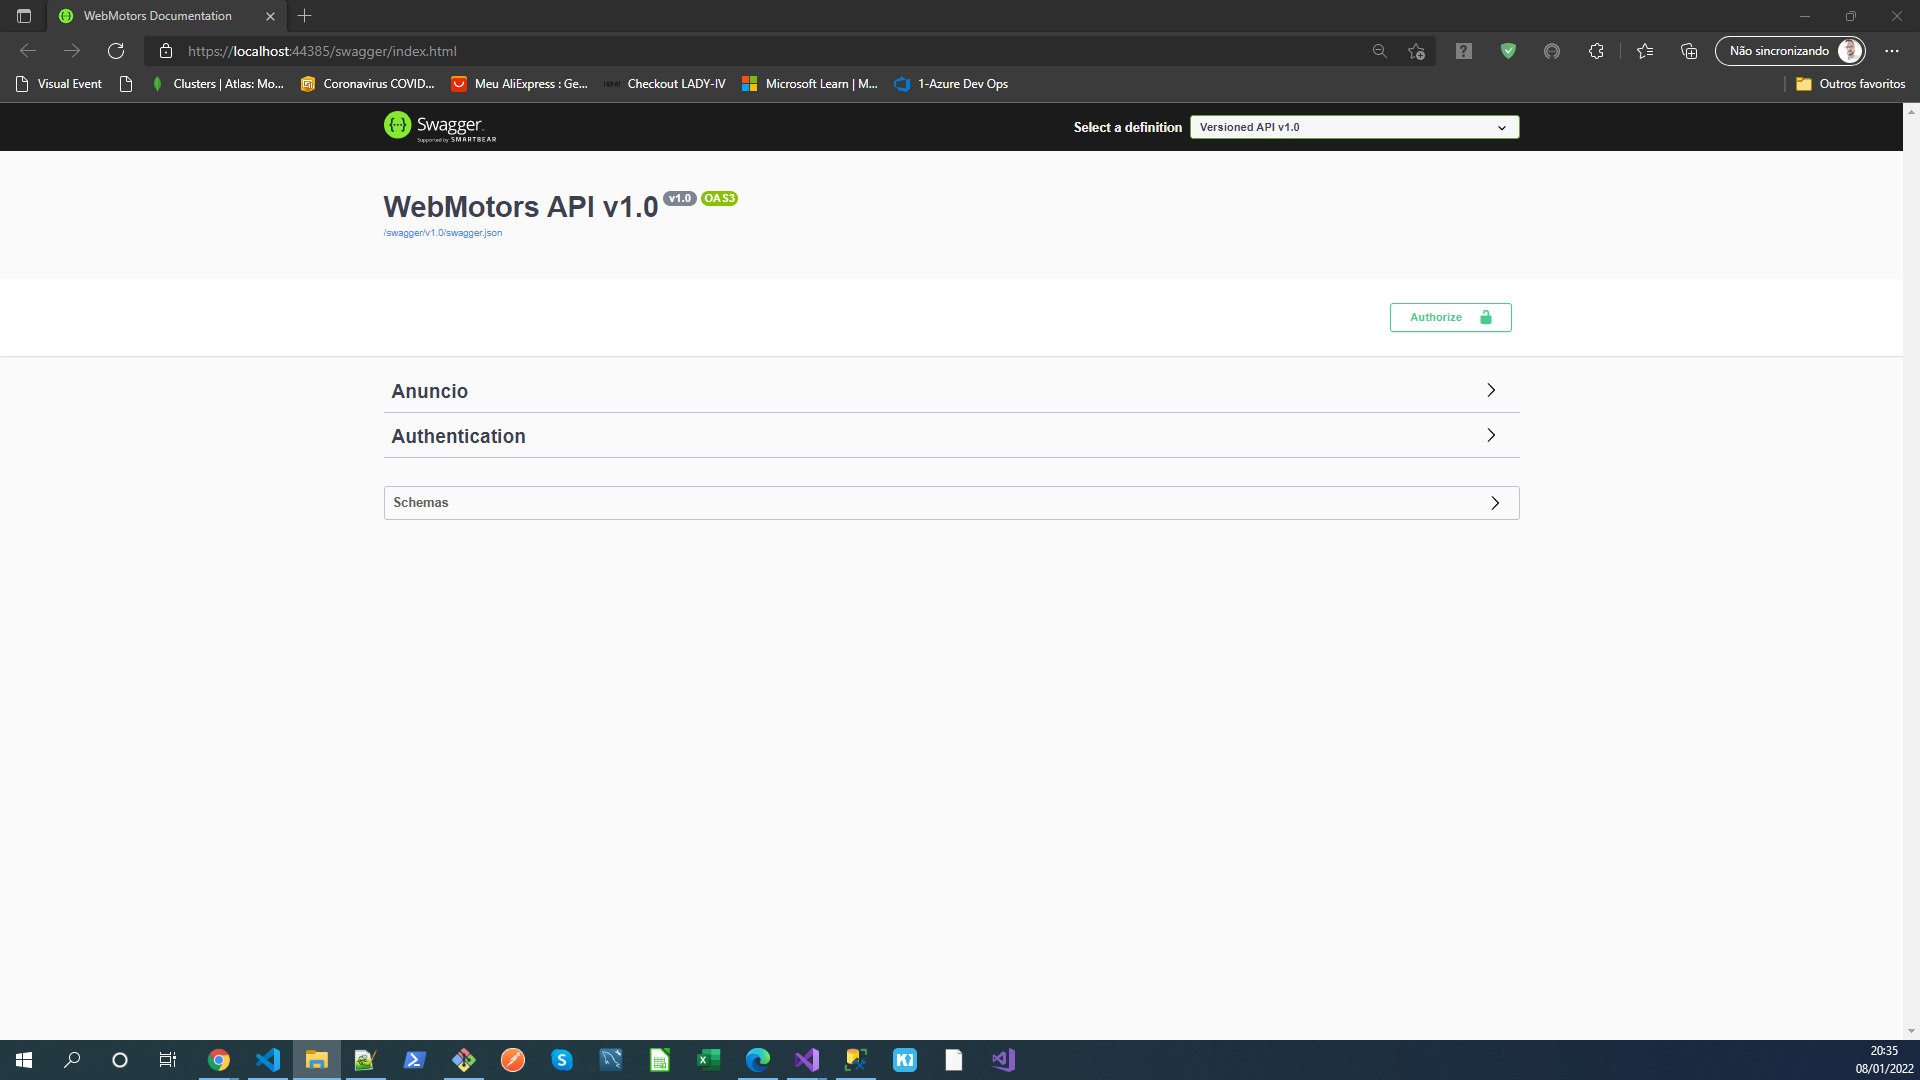 WebMotors Documentation
https://localhost:44385/swagger/index.html
Não sincronizando
Visual Event
Clusters | Atlas: Mo...
Coronavirus COVID...
Meu AliExpress : Ge...
Checkout LADY-IV
Microsoft Learn | M...
1-Azure Dev Ops
Outros favoritos
Swagger.
Supported by SMARTBEAR
Select a definition
Versioned API v1.0
WebMotors API v1.0 v1.0 OAS3
/swagger/v1.0/swagger.json
Authorize
Anuncio
Authentication
Schemas
20:35
08/01/2022